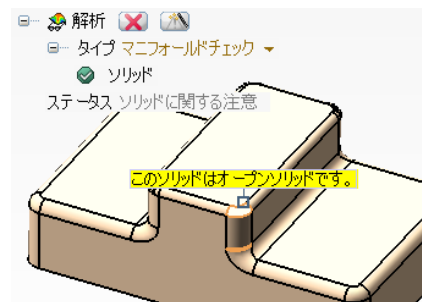 解析
タイプ マニフォールドチェック
ソリッド
ステータス ソリッドに関する注意
このソリッドはオープンソリッドです。